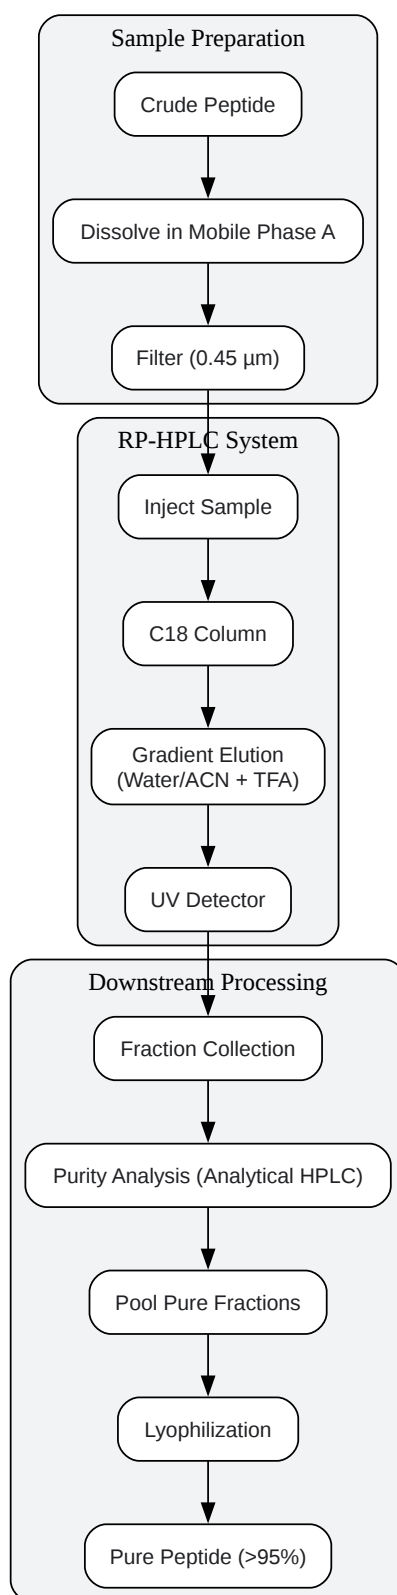 Sample Preparation
Crude Peptide
Dissolve in Mobile Phase A
Filter (0.45 µm)
RP-HPLC System
Inject Sample
C18 Column
Gradient Elution
(Water/ACN + TFA)
UV Detector
Downstream Processing
Fraction Collection
Purity Analysis (Analytical HPLC)
Pool Pure Fractions
Lyophilization
Pure Peptide (>95%)